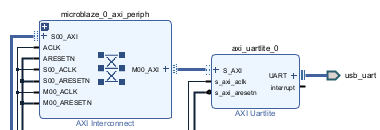 microblaze_0_axi_periph
S00_AXI
ACLK
ARESETN
S00_ACLK
S00_ARESETN
M00_ACLK
M00_ARESETN
M00_AXI
AXI Interconnect
axi_uartlite_0
S_AXI
s_axi_aclk
s_axi_aresetn
UART
interrupt
AXI Uartlite
usb_uart